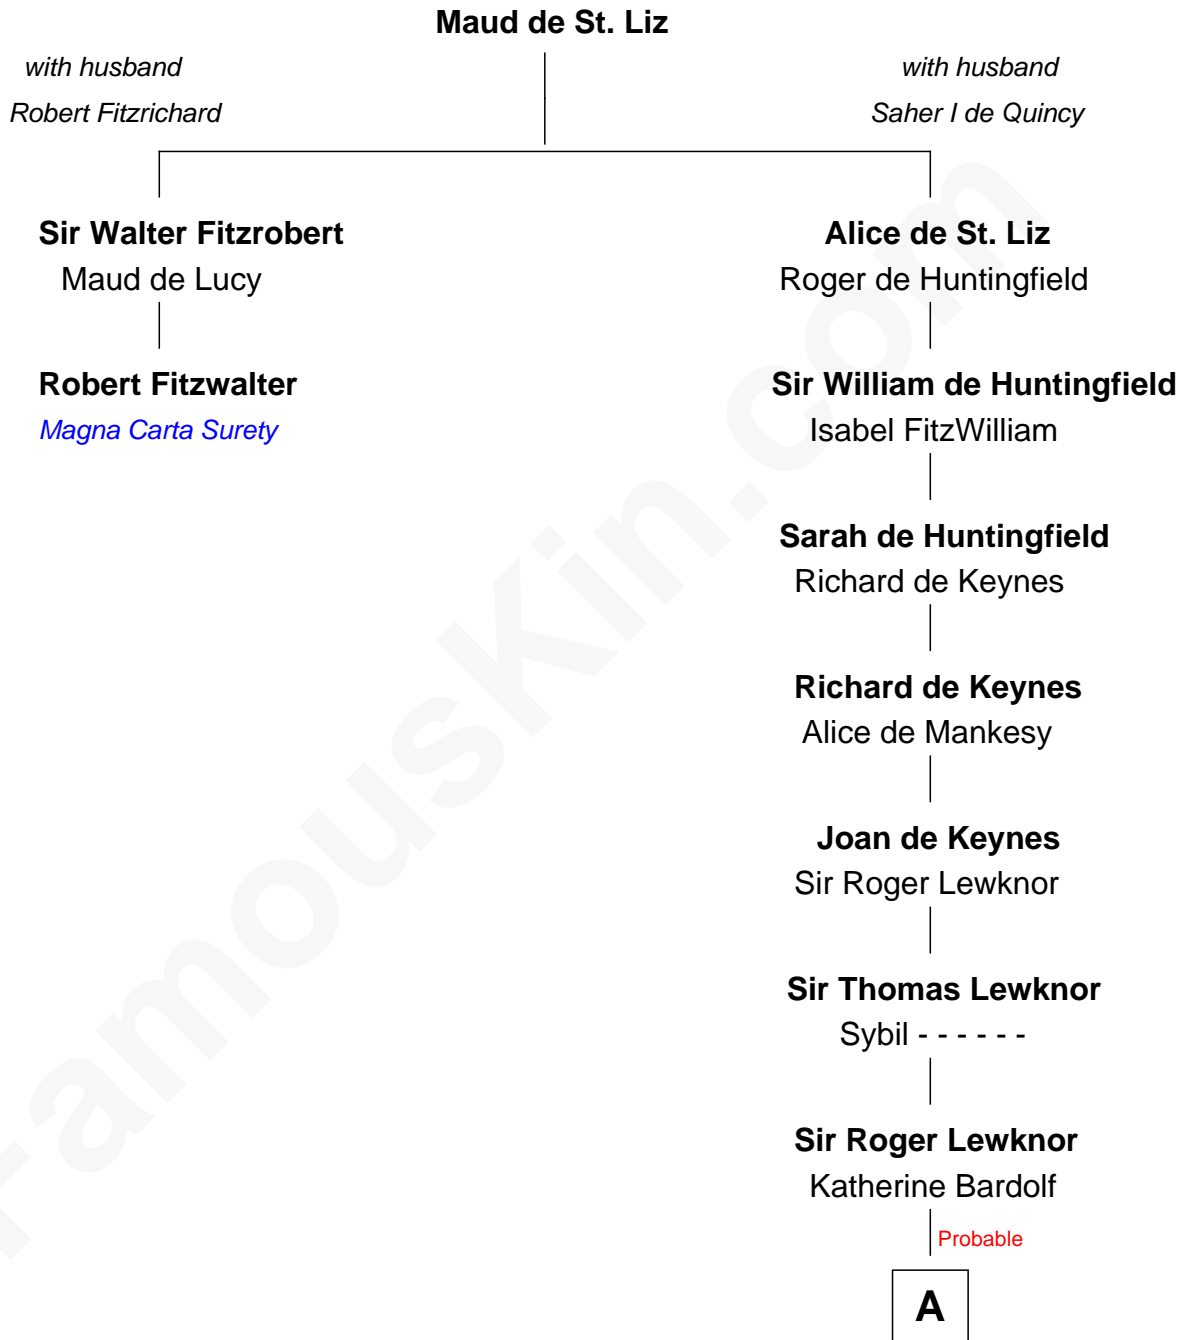 Maud de St. Liz
with husband
Robert Fitzrichard
with husband
Saher I de Quincy
Sir Walter Fitzrobert
Maud de Lucy
Alice de St. Liz
Roger de Huntingfield
Robert Fitzwalter
Magna Carta Surety
Sir William de Huntingfield
Isabel FitzWilliam
Sarah de Huntingfield
Richard de Keynes
Richard de Keynes
Alice de Mankesy
Joan de Keynes
Sir Roger Lewknor
Sir Thomas Lewknor
Sybil - - - - - -
Sir Roger Lewknor
Katherine Bardolf
Probable
A
FamousKin.com